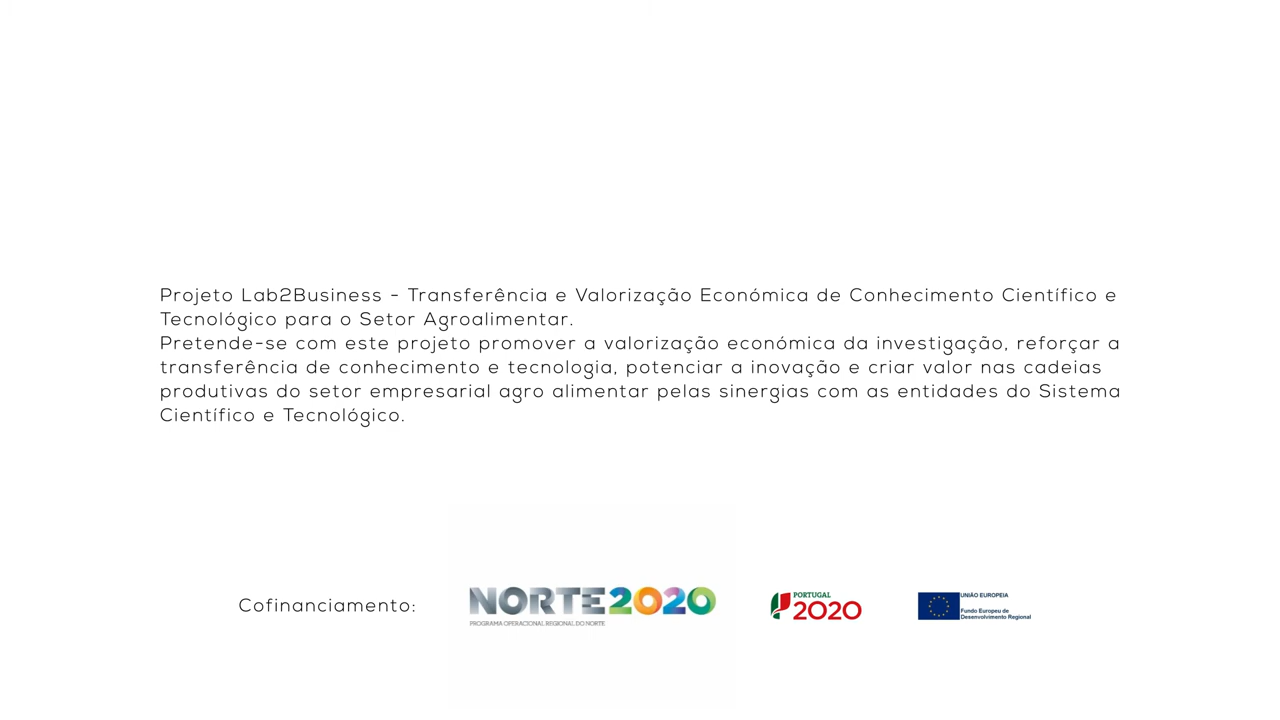 Projeto Lab2Business - Transferência e Valorização Económica de Conhecimento Científico e
Tecnológico para o Setor Agroalimentar.
Pretende-se com este projeto promover a valorização económica da investigação, reforçar a
transferência de conhecimento e tecnologia, potenciar a inovação e criar valor nas cadeias
produtivas do setor empresarial agro alimentar pelas sinergias com as entidades do Sistema
Científico e Tecnológico.
Cofinanciamento:
NORTE2020
PROGRAMA OPERACIONAL REGIONAL DO NORTE
PORTUGAL
2020
UNIÃO EUROPEIA
Fundo Europeu de
Desenvolvimento Regional